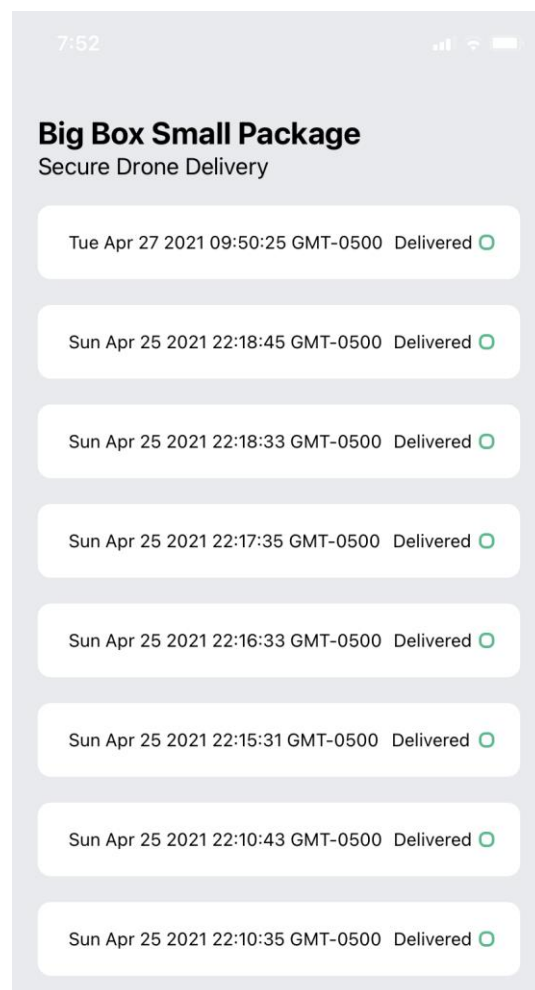 7:52
Big Box Small Package
Secure Drone Delivery
Tue Apr 27 2021 09:50:25 GMT-0500 Delivered
Sun Apr 25 2021 22:18:45 GMT-0500 Delivered
Sun Apr 25 2021 22:18:33 GMT-0500 Delivered
Sun Apr 25 2021 22:17:35 GMT-0500 Delivered
Sun Apr 25 2021 22:16:33 GMT-0500 Delivered
Sun Apr 25 2021 22:15:31 GMT-0500 Delivered
Sun Apr 25 2021 22:10:43 GMT-0500 Delivered
Sun Apr 25 2021 22:10:35 GMT-0500 Delivered